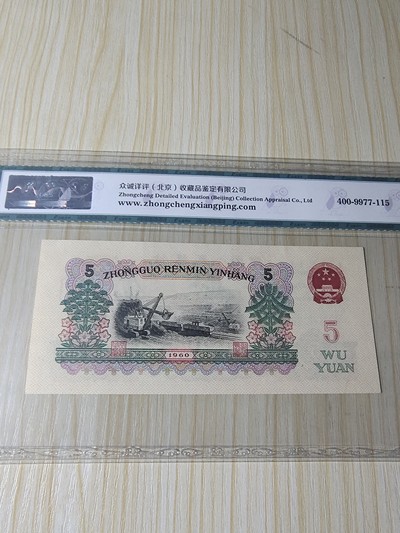 众诚详评（北京）收藏品鉴定有限公司
Zhongcheng Detailed Evaluation (Beijing) Collection Appraisal Co., Ltd
www.zhongchengxiangping.com
400-9977-115
5 ZHONGGUO RENMIN YINHANG 5
5
WU
YUAN
1960